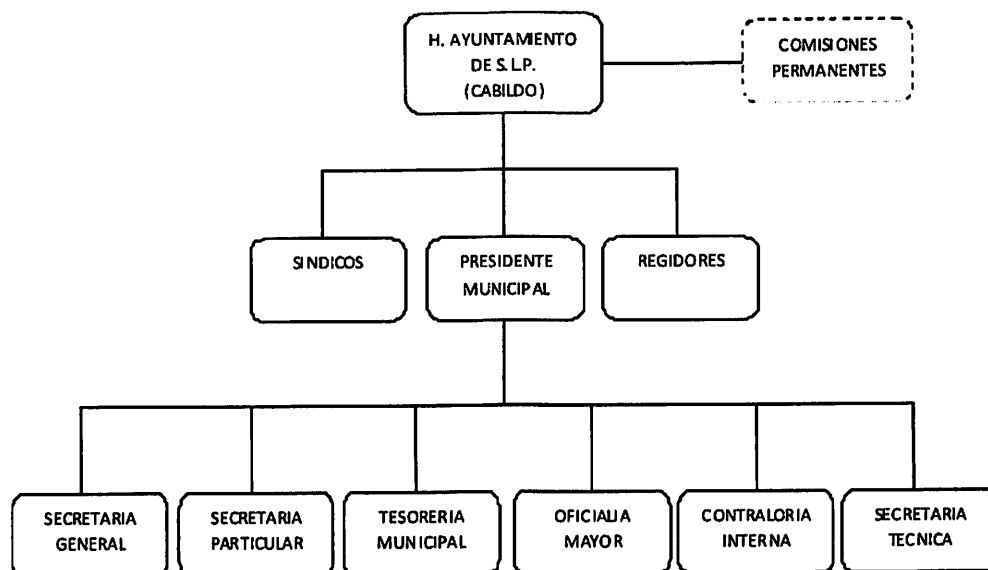 H. AYUNTAMIENTO
DE S.L.P.
(CABILDO)
COMISIONES
PERMANENTES
SINDICOS
PRESIDENTE
MUNICIPAL
REGIDORES
SECRETARIA
GENERAL
SECRETARIA
PARTICULAR
TESORERIA
MUNICIPAL
OFICIALIA
MAYOR
CONTRALORIA
INTERNA
SECRETARIA
TECNICA